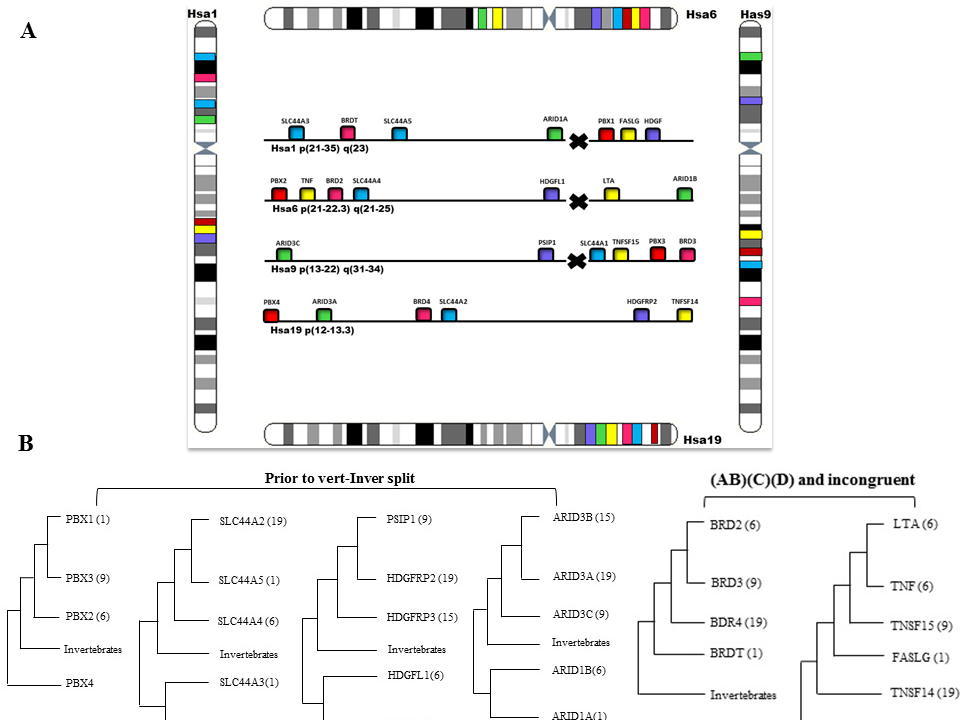 A
Hsa1
Hsa6
Has9
SLC44A3 BRDT SLC44A5 ARID1A PBX1 FASLG HDGF
Hsa1 p(21-35) q(23)
PBX2 TNF BRD2 SLC44A4 HDGFL1 LTA ARID1B
Hsa6 p(21-22.3) q(21-25)
ARID3C PSIP1 SLC44A1 TNFSF15 PBX3 BRD3
Hsa9 p(13-22) q(31-34)
PBX4 ARID3A BRD4 SLC44A2 HDGFRP2 TNFSF14
Hsa19 p(12-13.3)
Hsa19
B
Prior to vert-Inver split
PBX1 (1)
PBX3 (9)
PBX2 (6)
Invertebrates
PBX4
SLC44A2 (19)
SLC44A5 (1)
SLC44A4 (6)
Invertebrates
SLC44A3(1)
PSIP1 (9)
HDGFRP2 (19)
HDGFRP3 (15)
Invertebrates
HDGFL1(6)
ARID3B (15)
ARID3A (19)
ARID3C (9)
Invertebrates
ARID1B(6)
ARID1A(1)
(AB)(C)(D) and incongruent
BRD2 (6)
BRD3 (9)
BDR4 (19)
BRDT (1)
Invertebrates
LTA (6)
TNF (6)
TNSF15 (9)
FASLG (1)
TNSF14 (19)